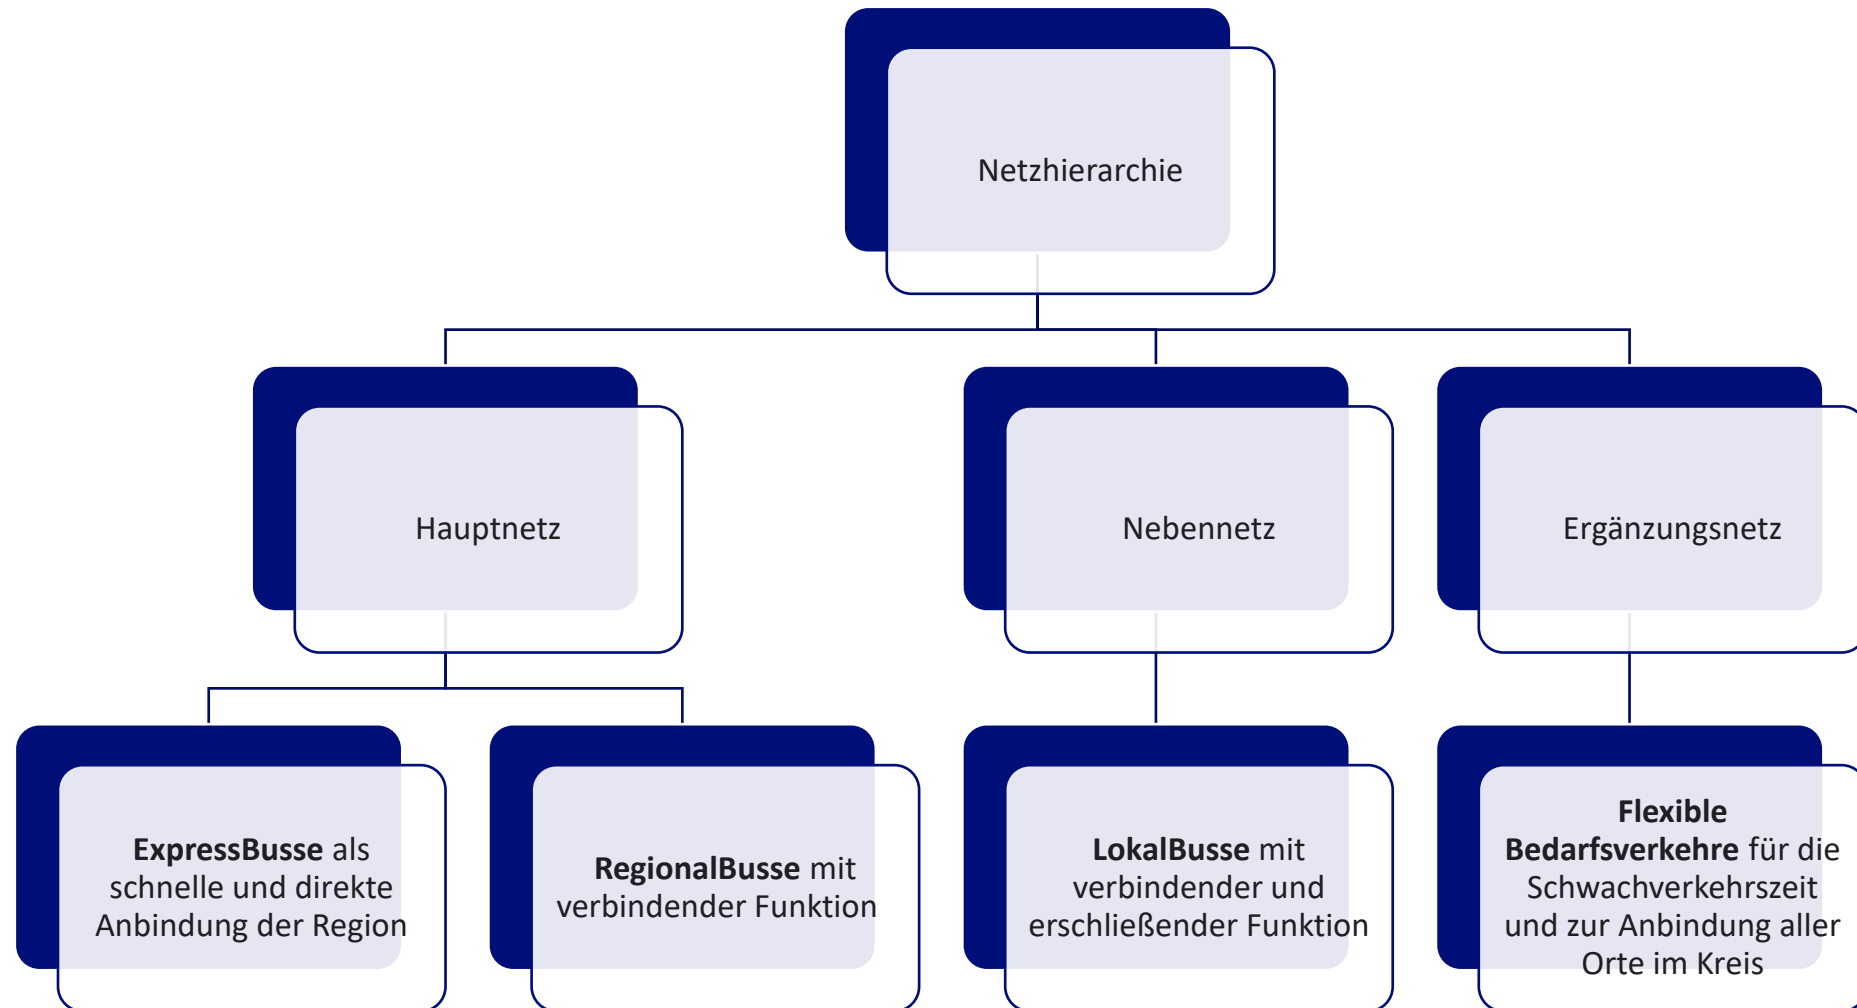 Netzhierarchie
Hauptnetz
Nebennetz
Ergänzungsnetz
ExpressBusse als
schnelle und direkte
Anbindung der Region
RegionalBusse mit
verbindender Funktion
LokalBusse mit
verbindender und
erschließender Funktion
Flexible
Bedarfsverkehre für die
Schwachverkehrszeit
und zur Anbindung aller
Orte im Kreis